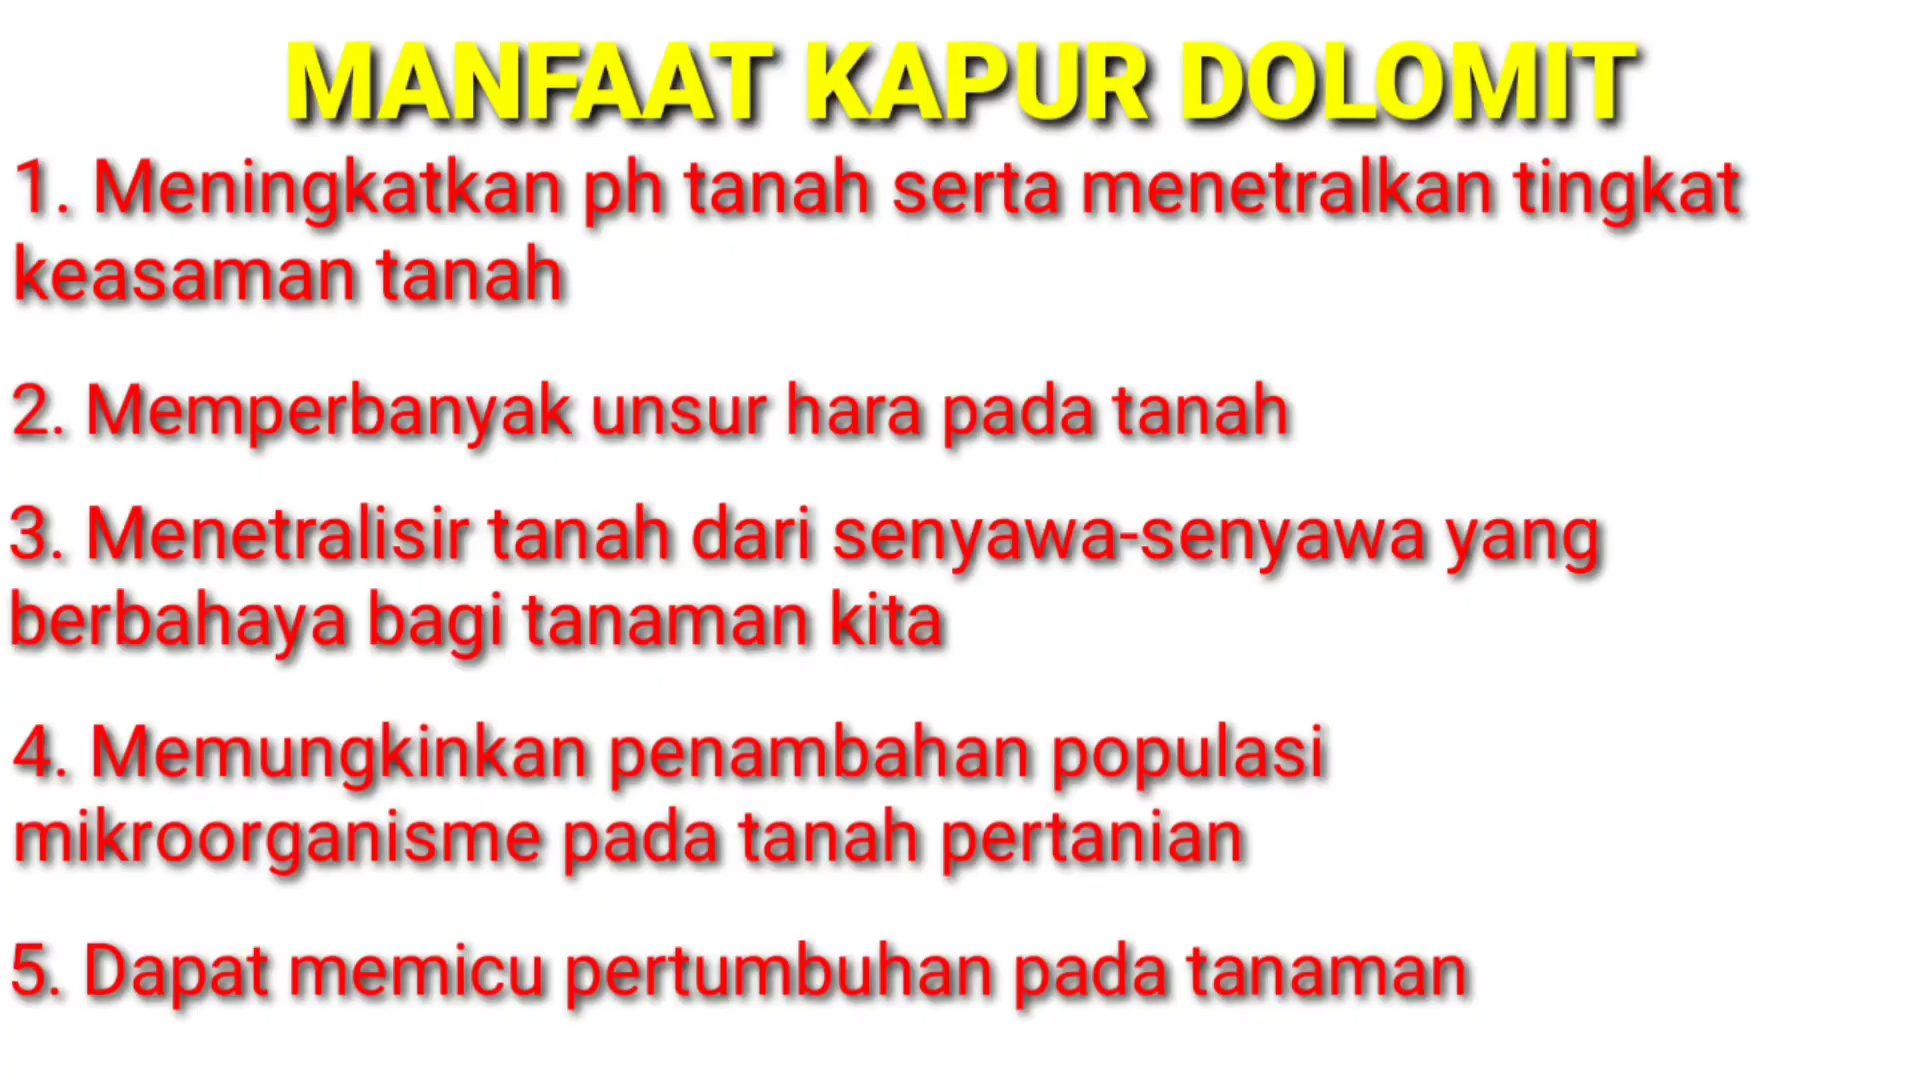 MANFAAT KAPUR DOLOMIT
1. Meningkatkan ph tanah serta menetralkan tingkat
keasaman tanah
2. Memperbanyak unsur hara pada tanah
3. Menetralisir tanah dari senyawa-senyawa yang
berbahaya bagi tanaman kita
4. Memungkinkan penambahan populasi
mikroorganisme pada tanah pertanian
5. Dapat memicu pertumbuhan pada tanaman